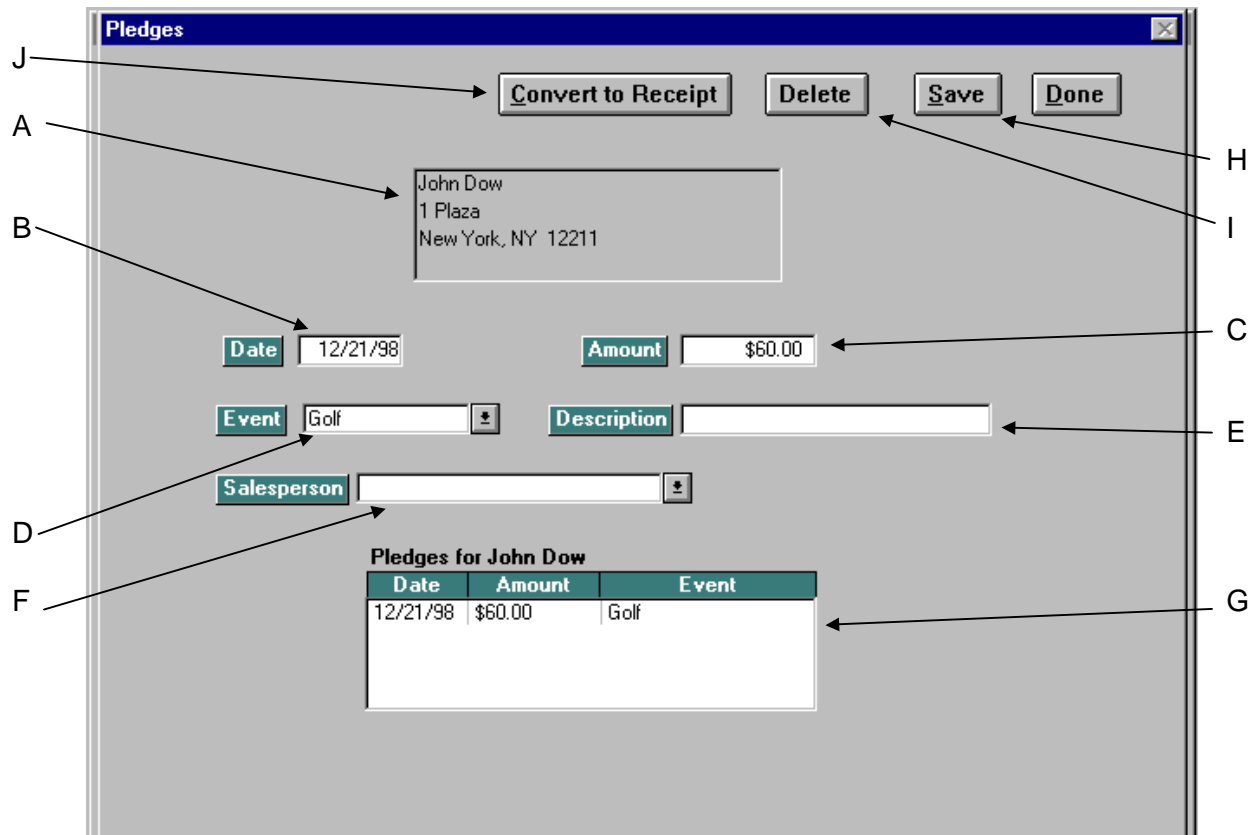 Pledges
J
Convert to Receipt Delete Save Done
A
H
John Dow
1 Plaza
New York, NY 12211
B
I
Date 12/21/98 Amount $60.00
C
Event Golf Description
E
Salesperson
D
Pledges for John Dow
Date Amount Event
F
12/21/98 $60.00 Golf
G